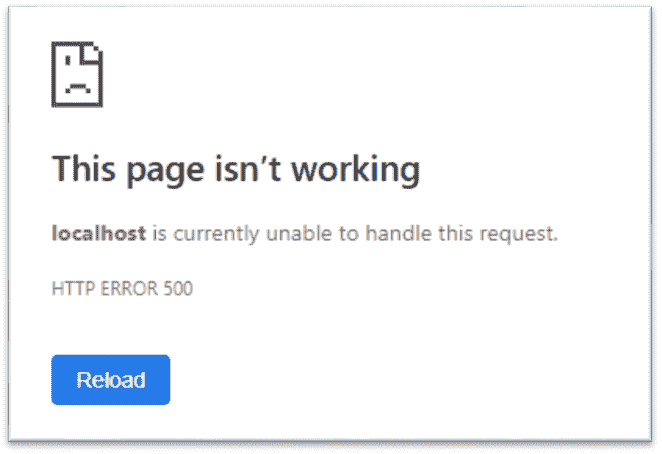 This page isn’t working
localhost is currently unable to handle this request.
HTTP ERROR 500
Reload